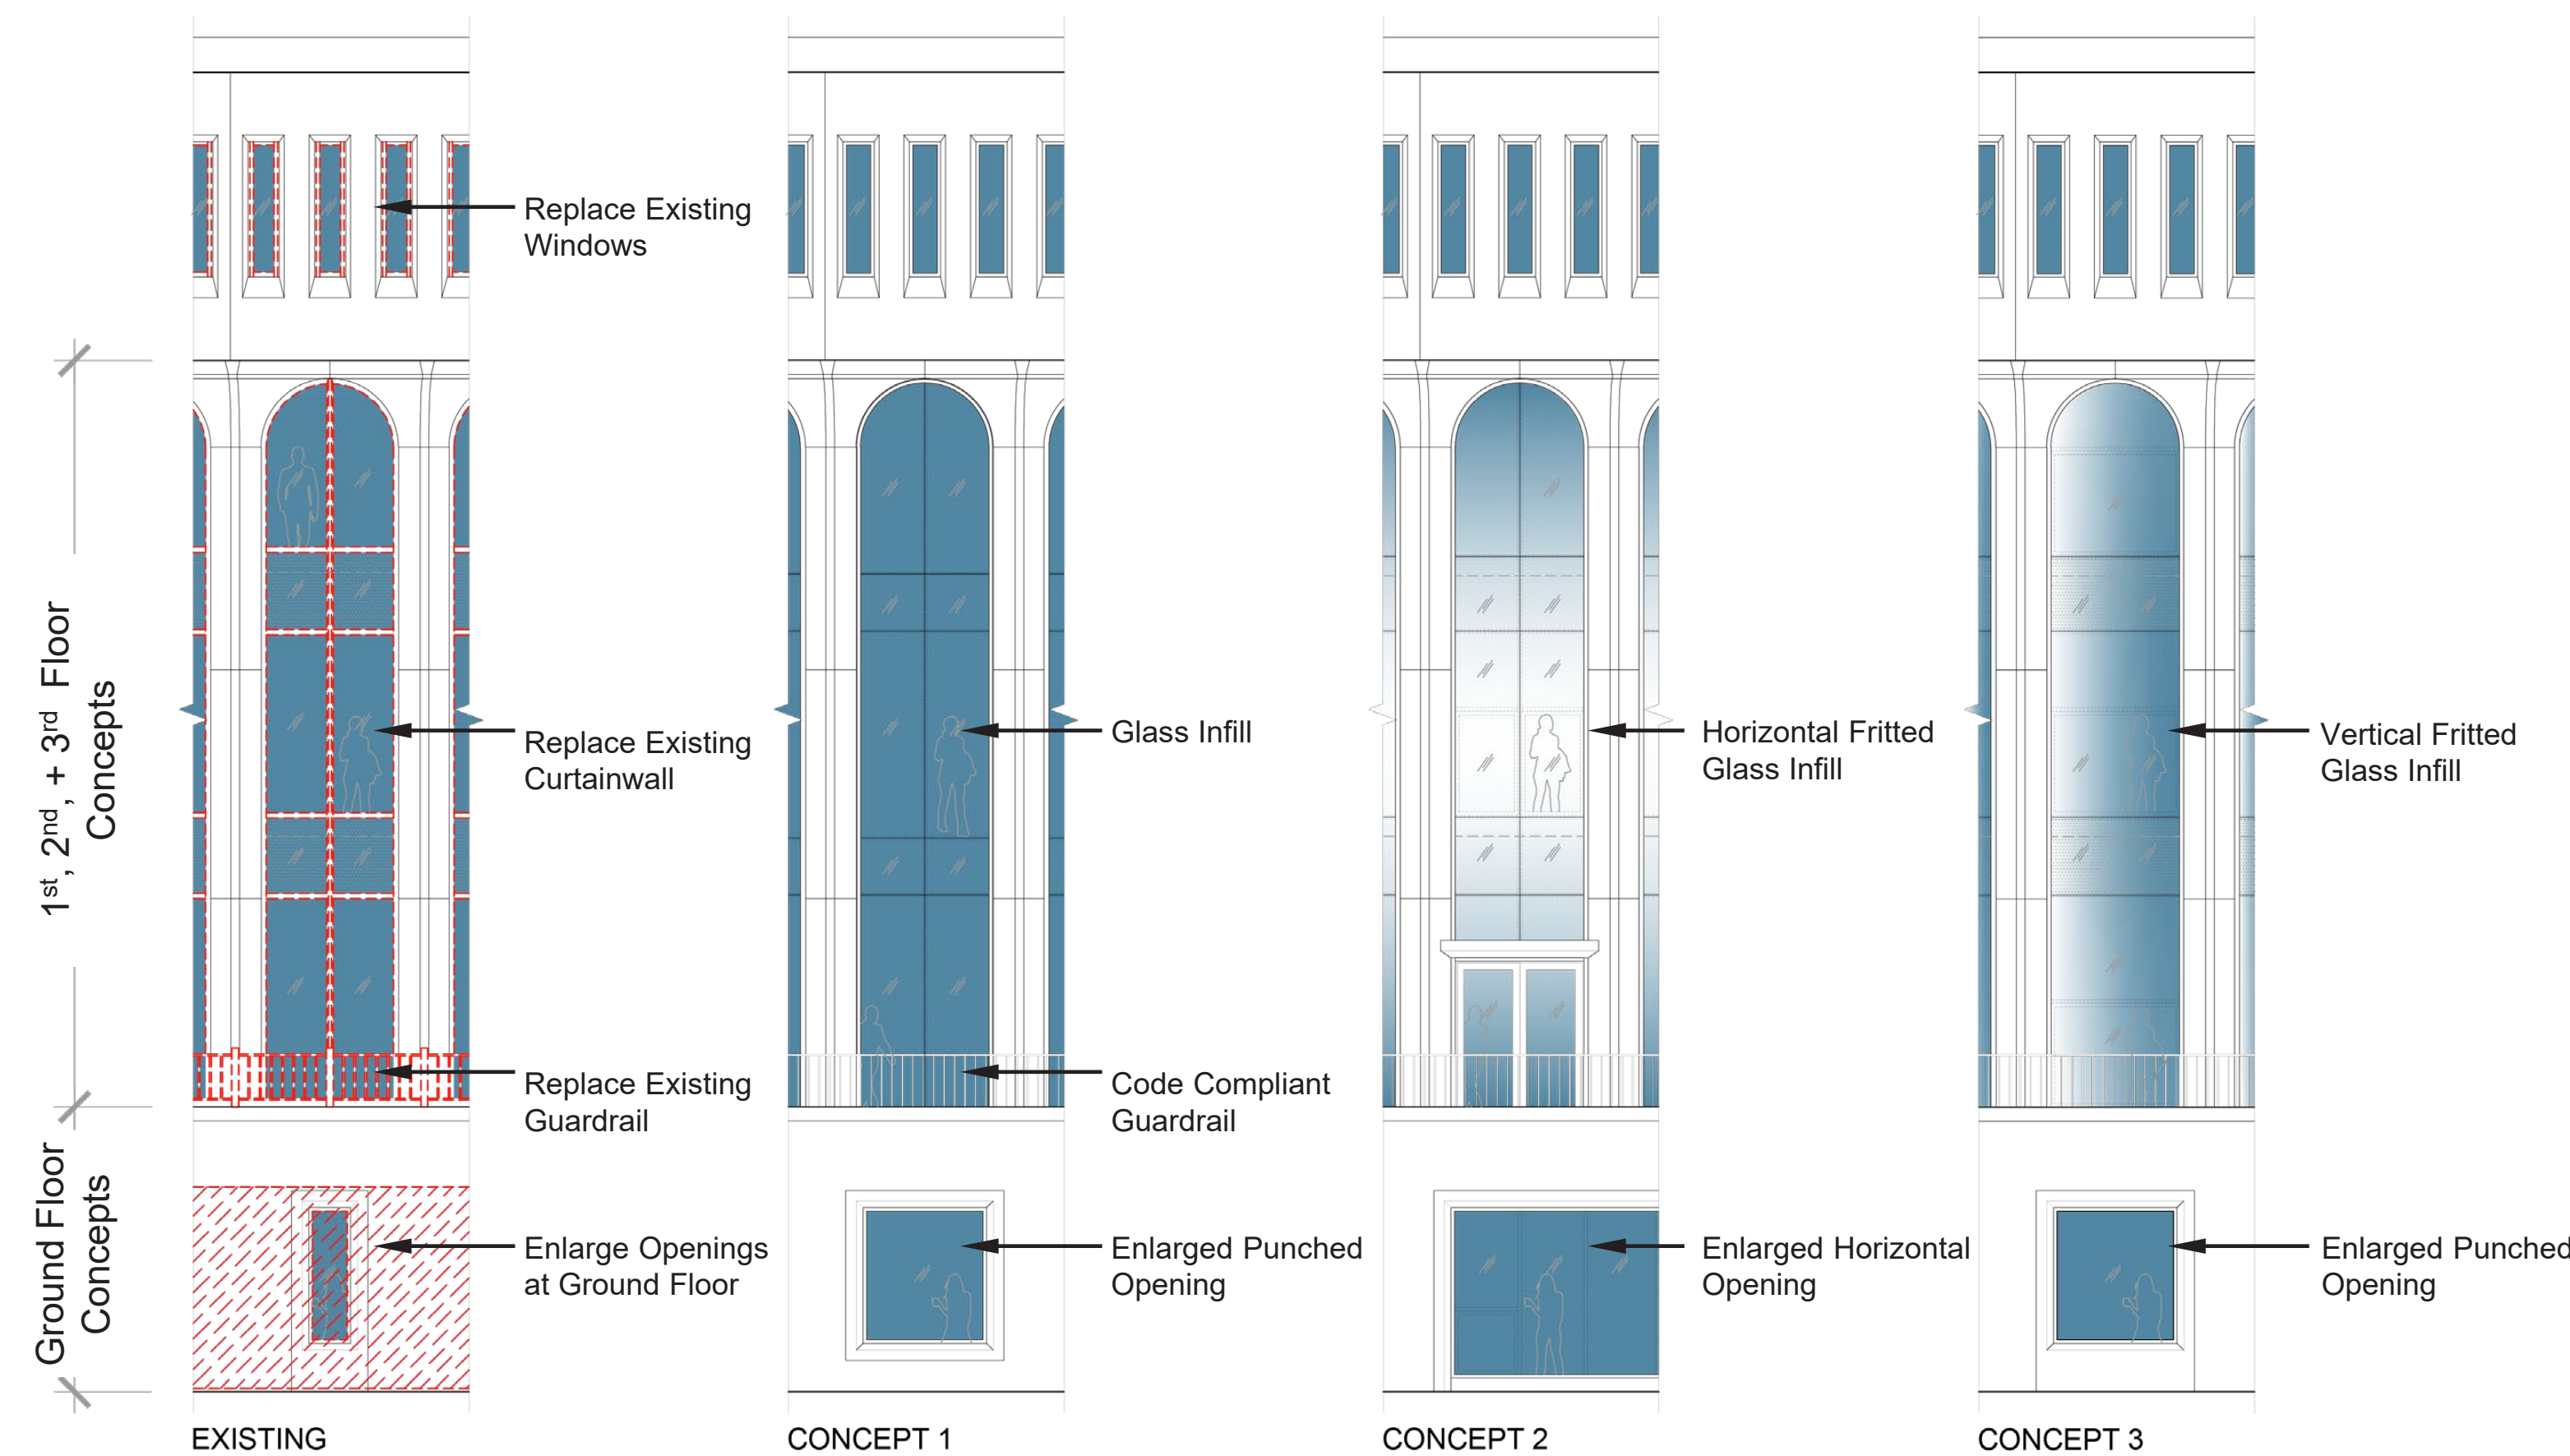 Replace Existing
Windows
1st, 2nd, + 3rd Floor
Concepts
Replace Existing
Curtainwall
Glass Infill
Horizontal Fritted
Glass Infill
Vertical Fritted
Glass Infill
Replace Existing
Guardrail
Code Compliant
Guardrail
Ground Floor
Concepts
Enlarge Openings
at Ground Floor
Enlarged Punched
Opening
Enlarged Horizontal
Opening
Enlarged Punched
Opening
EXISTING
CONCEPT 1
CONCEPT 2
CONCEPT 3